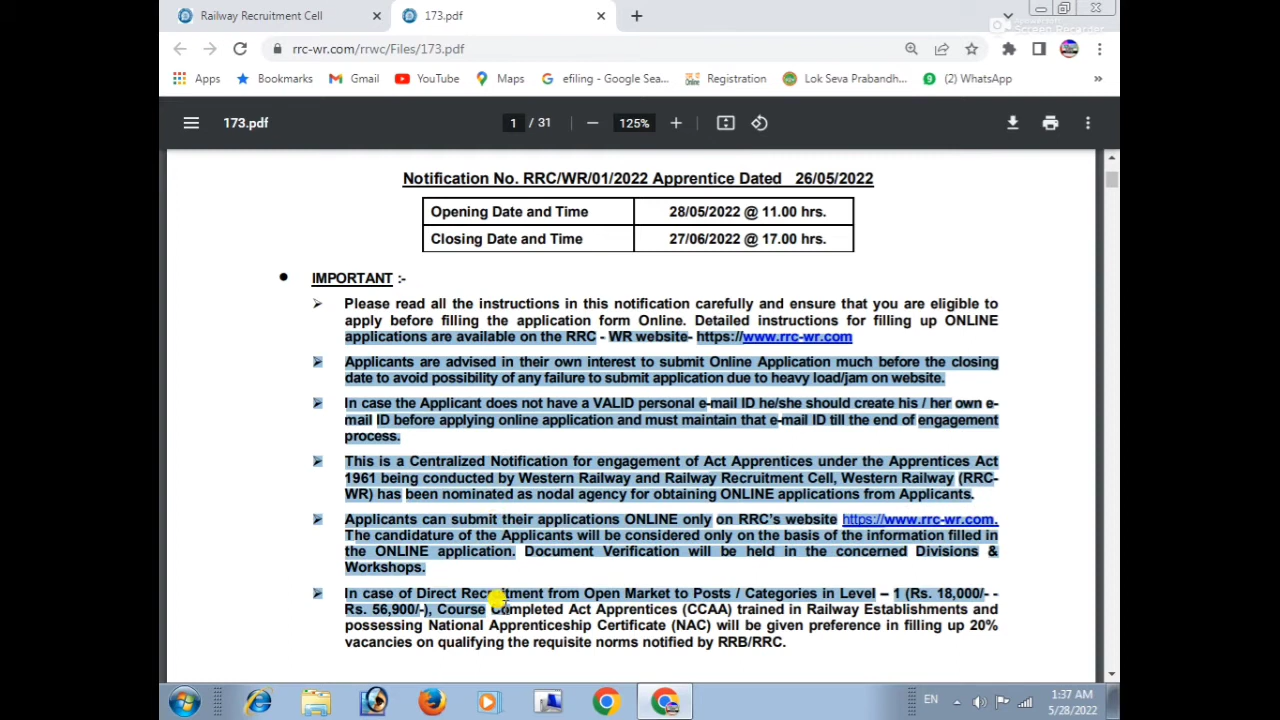 Railway Recruitment Cell
173.pdf
Screen Recorder
rrc-wr.com/rrwc/Files/173.pdf
Apps Bookmarks Gmail YouTube Maps efiling - Google Sea... Registration Lok Seva Prabandh... (2) WhatsApp »
173.pdf 1 / 31 125%
Notification No. RRC/WR/01/2022 Apprentice Dated 26/05/2022
Opening Date and Time 28/05/2022 @ 11.00 hrs.
Closing Date and Time 27/06/2022 @ 17.00 hrs.
IMPORTANT :-
Please read all the instructions in this notification carefully and ensure that you are eligible to
apply before filling the application form Online. Detailed instructions for filling up ONLINE
applications are available on the RRC - WR website- https://www.rrc-wr.com
Applicants are advised in their own interest to submit Online Application much before the closing
date to avoid possibility of any failure to submit application due to heavy load/jam on website.
In case the Applicant does not have a VALID personal e-mail ID he/she should create his / her own e-
mail ID before applying online application and must maintain that e-mail ID till the end of engagement
process.
This is a Centralized Notification for engagement of Act Apprentices under the Apprentices Act
1961 being conducted by Western Railway and Railway Recruitment Cell, Western Railway (RRC-
WR) has been nominated as nodal agency for obtaining ONLINE applications from Applicants.
Applicants can submit their applications ONLINE only on RRC's website https://www.rrc-wr.com.
The candidature of the Applicants will be considered only on the basis of the information filled in
the ONLINE application. Document Verification will be held in the concerned Divisions &
Workshops.
In case of Direct Recruitment from Open Market to Posts / Categories in Level – 1 (Rs. 18,000/- -
Rs. 56,900/-), Course Completed Act Apprentices (CCAA) trained in Railway Establishments and
possessing National Apprenticeship Certificate (NAC) will be given preference in filling up 20%
vacancies on qualifying the requisite norms notified by RRB/RRC.
EN
1:37 AM
5/28/2022